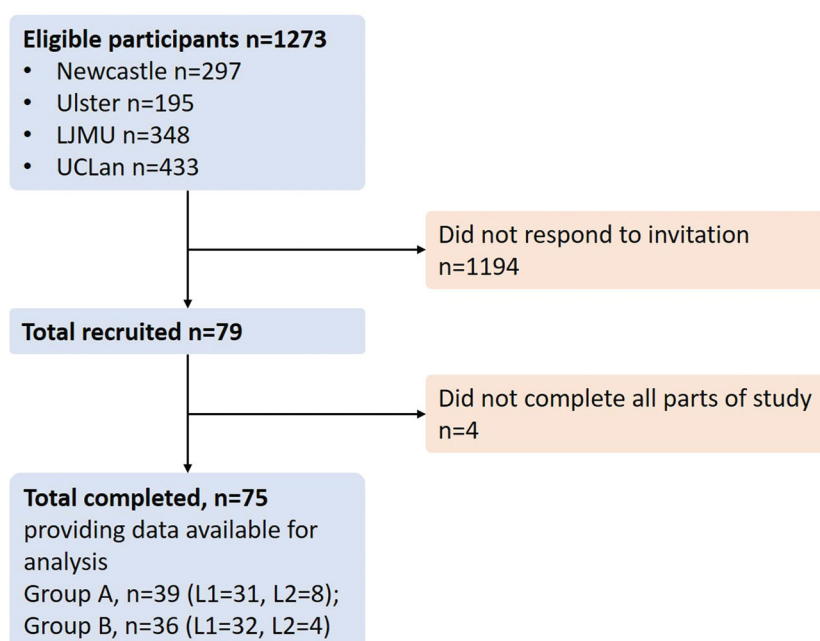 Eligible participants n=1273
• Newcastle n=297
• Ulster n=195
• LJMU n=348
• UCLan n=433
Did not respond to invitation
n=1194
Total recruited n=79
Did not complete all parts of study
n=4
Total completed, n=75
providing data available for
analysis
Group A, n=39 (L1=31, L2=8);
Group B, n=36 (L1=32, L2=4)